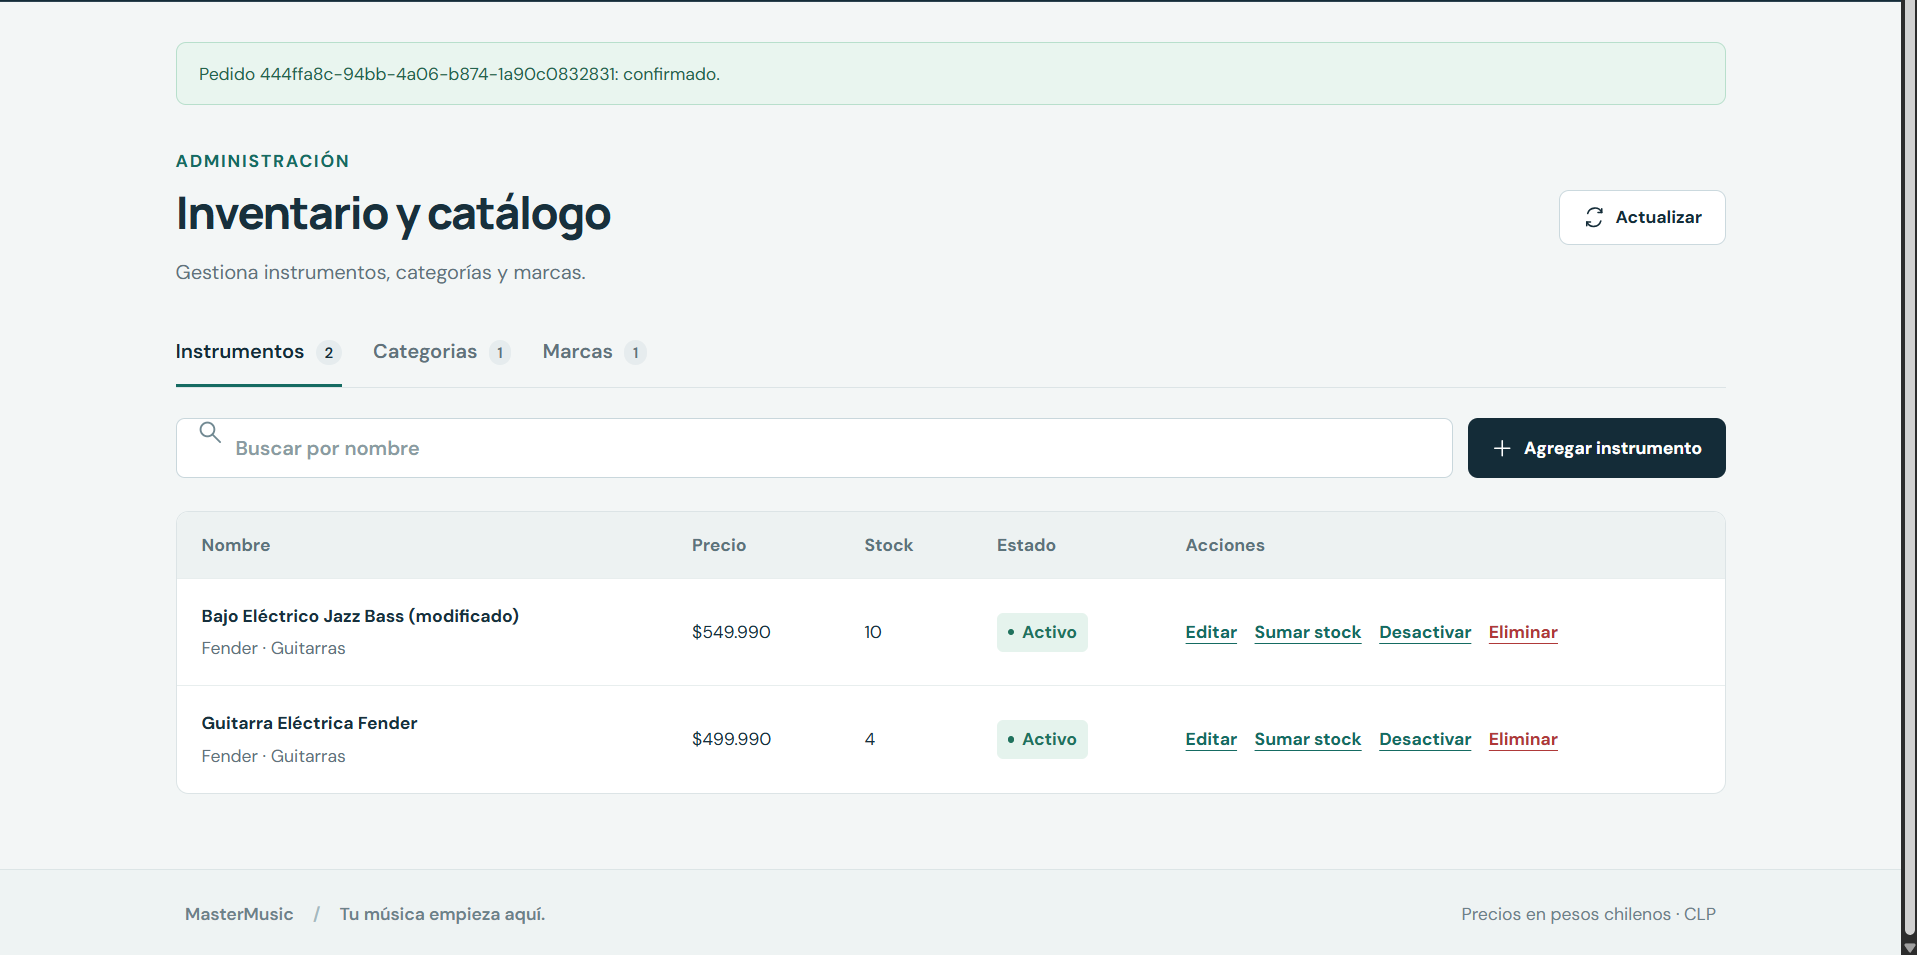 Pedido 444ffa8c-94bb-4a06-b874-1a90c0832831: confirmado.
ADMINISTRACIÓN
Inventario y catálogo
Actualizar
Gestiona instrumentos, categorías y marcas.
Instrumentos 2 Categorias 1 Marcas 1
Buscar por nombre
Agregar instrumento
Nombre Precio Stock Estado Acciones
Bajo Eléctrico Jazz Bass (modificado)
Fender · Guitarras
$549.990 10 • Activo Editar Sumar stock Desactivar Eliminar
Guitarra Eléctrica Fender
Fender · Guitarras
$499.990 4 • Activo Editar Sumar stock Desactivar Eliminar
MasterMusic / Tu música empieza aquí.
Precios en pesos chilenos · CLP